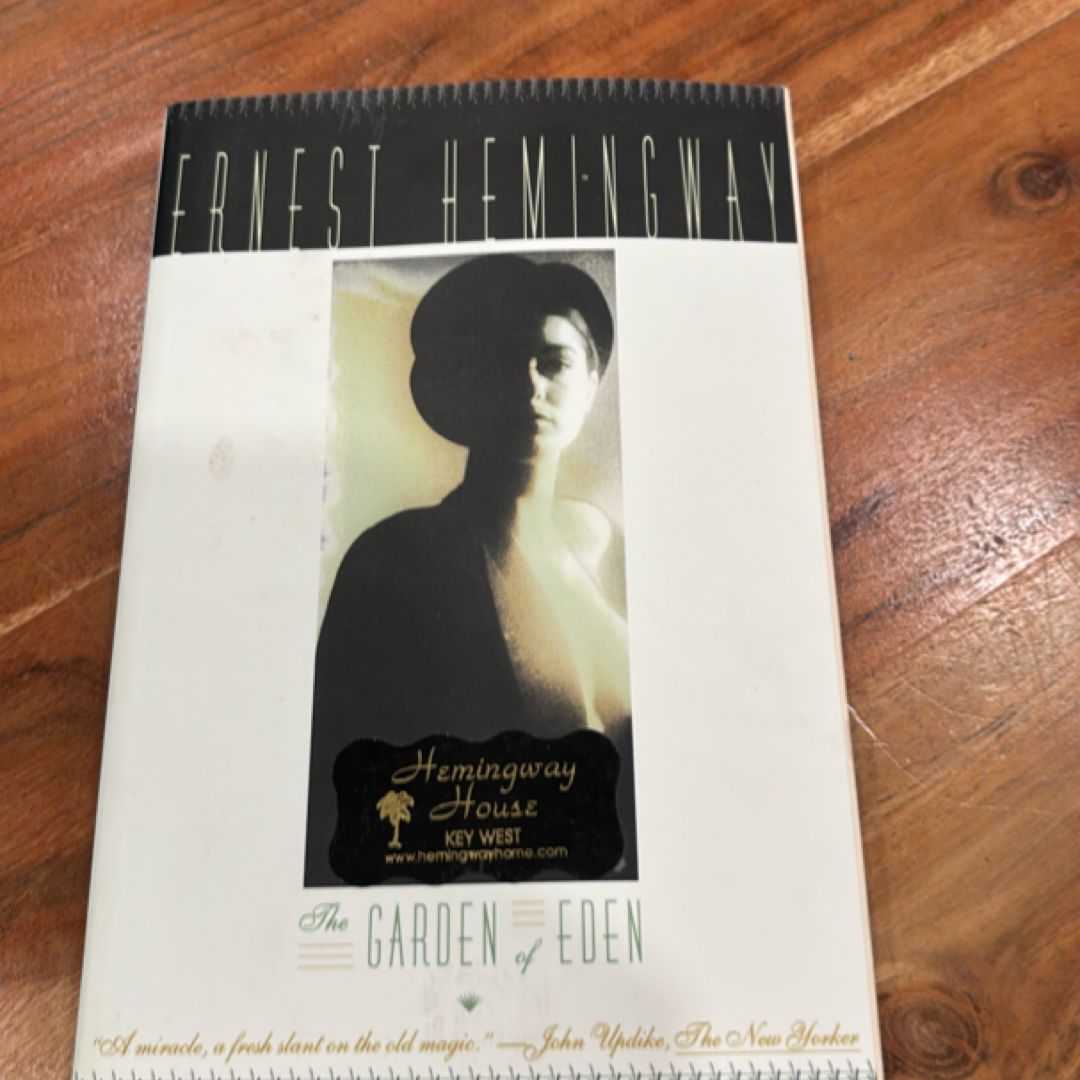 ERNEST HEMINGWAY
Hemingway
House
KEY WEST
www.hemingwayhome.com
The GARDEN of EDEN
"A miracle, a fresh slant on the old magic." —John Updike, The New Yorker